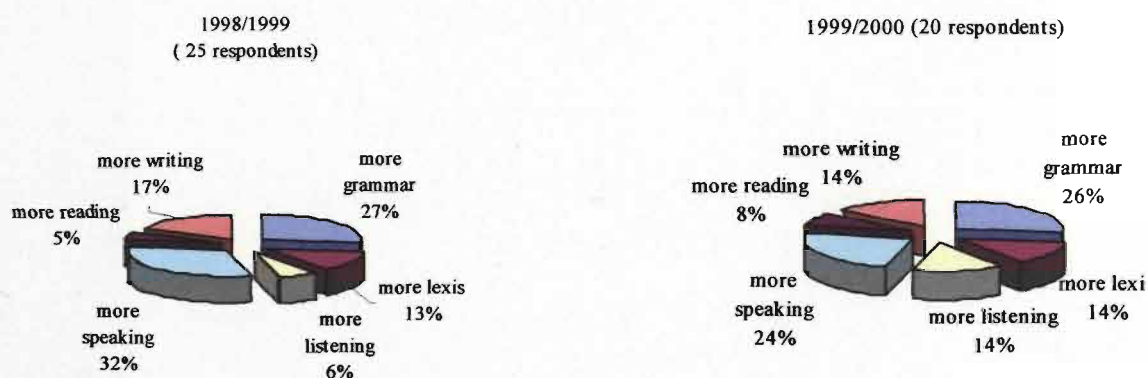 1998/1999
( 25 respondents)
more writing
17%
more reading
5%
more
speaking
32%
more
listening
6%
more lexis
13%
more
grammar
27%
1999/2000 (20 respondents)
more writing
14%
more reading
8%
more
speaking
24%
more listening
14%
more lexi
14%
more
grammar
26%